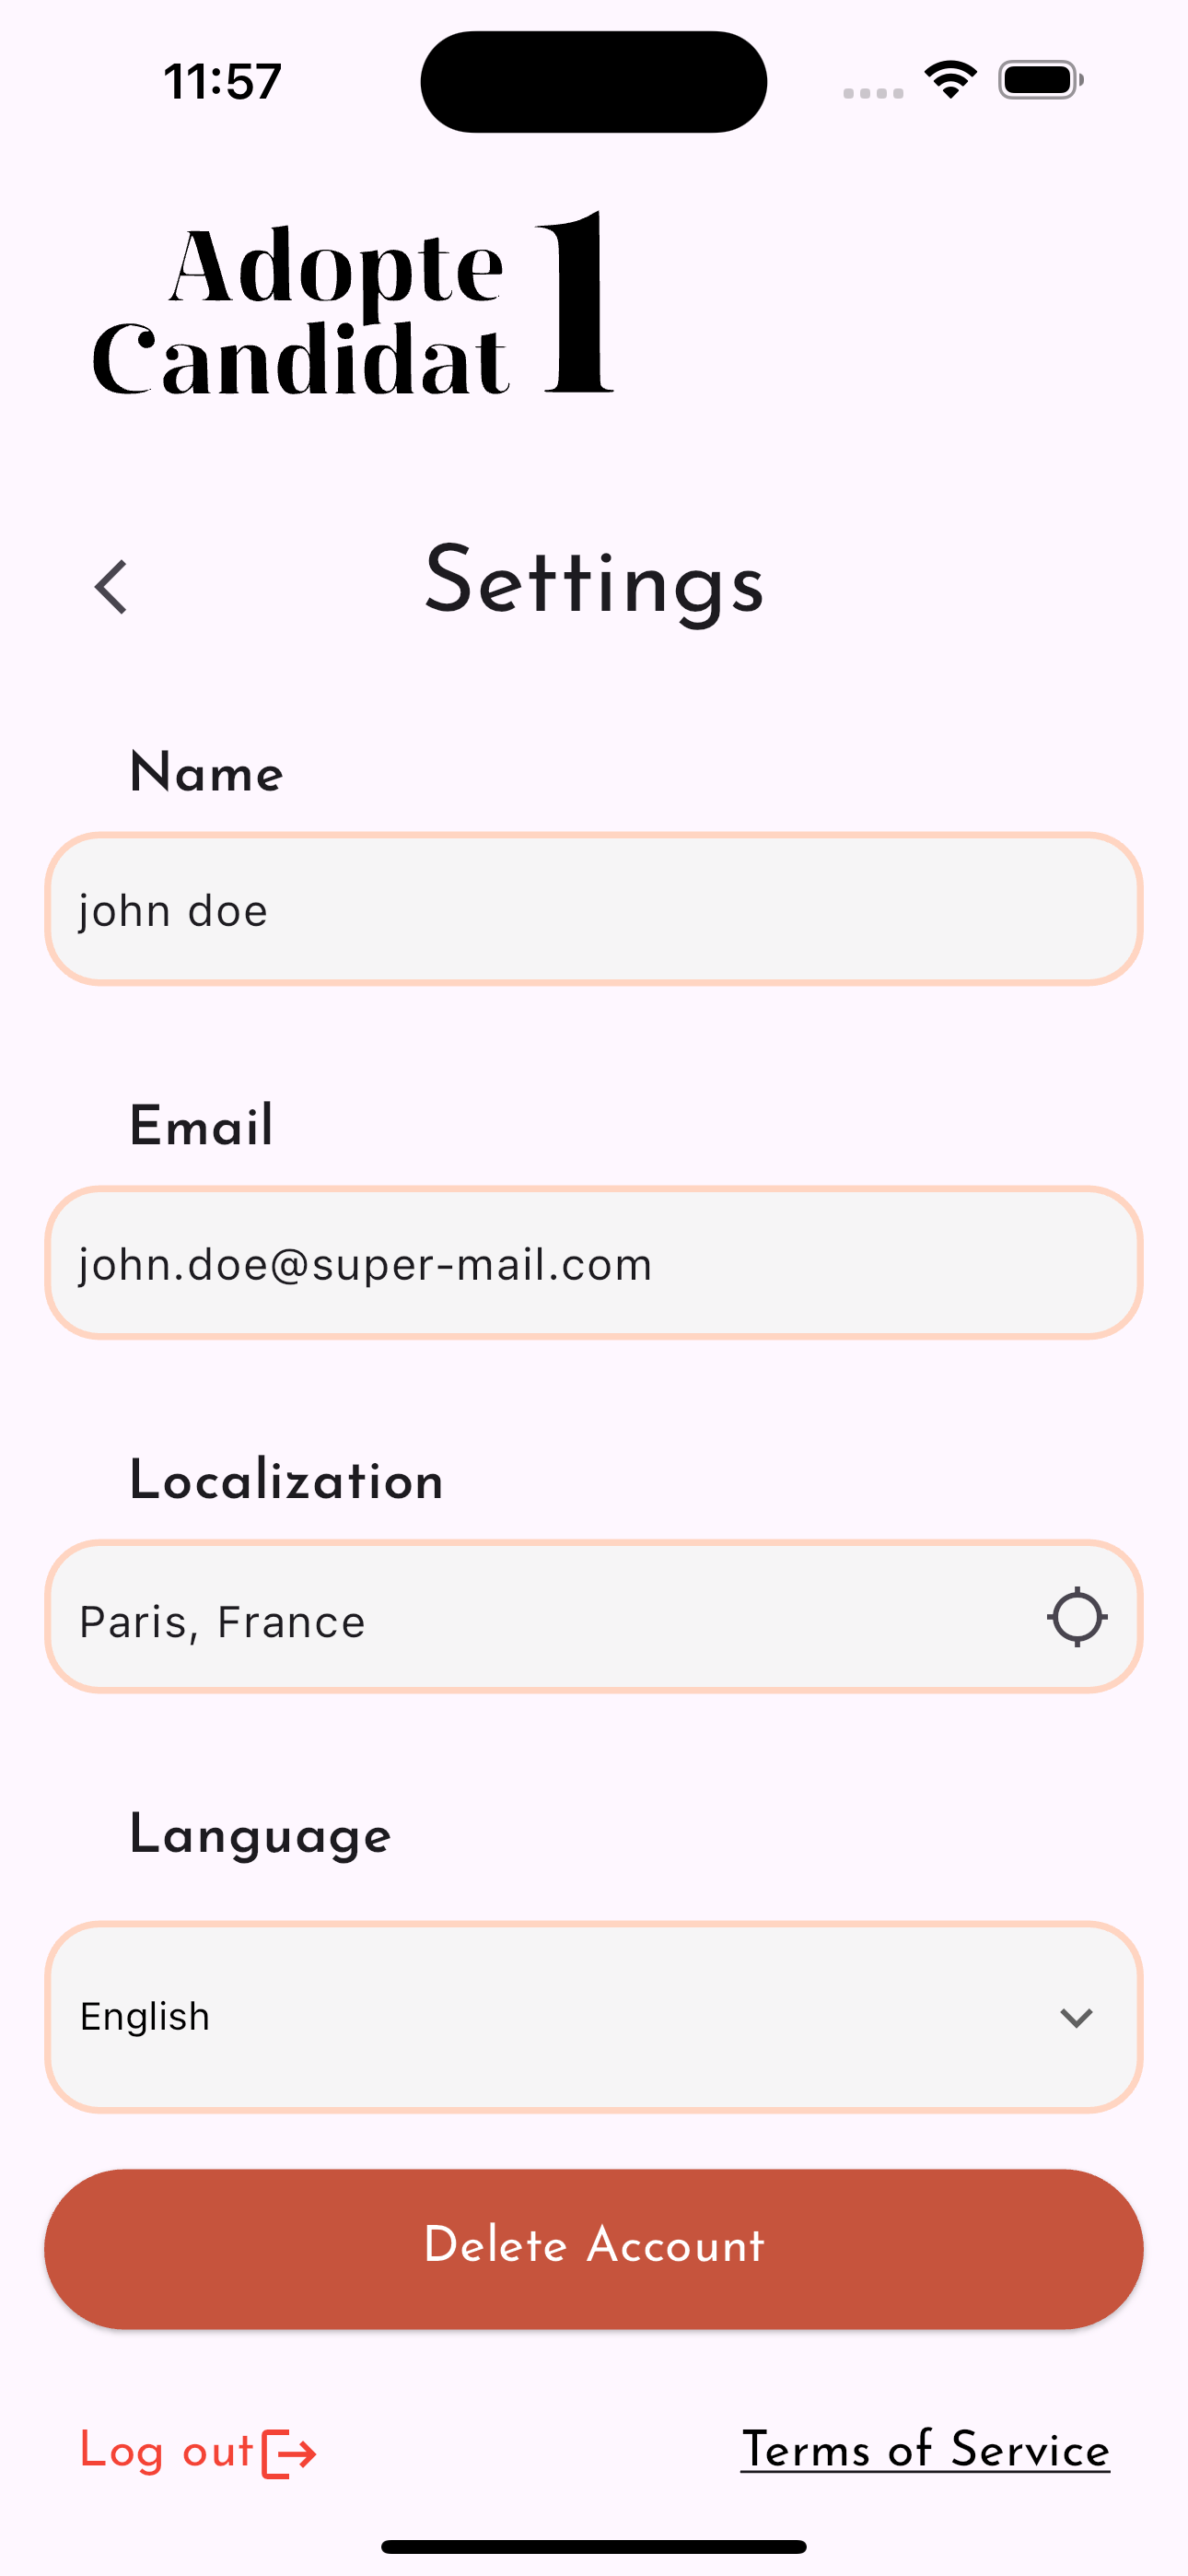 11:57
Adopte 1
Candidat
Settings
Name
john doe
Email
john.doe@super-mail.com
Localization
Paris, France
Language
English
Delete Account
Log out
Terms of Service